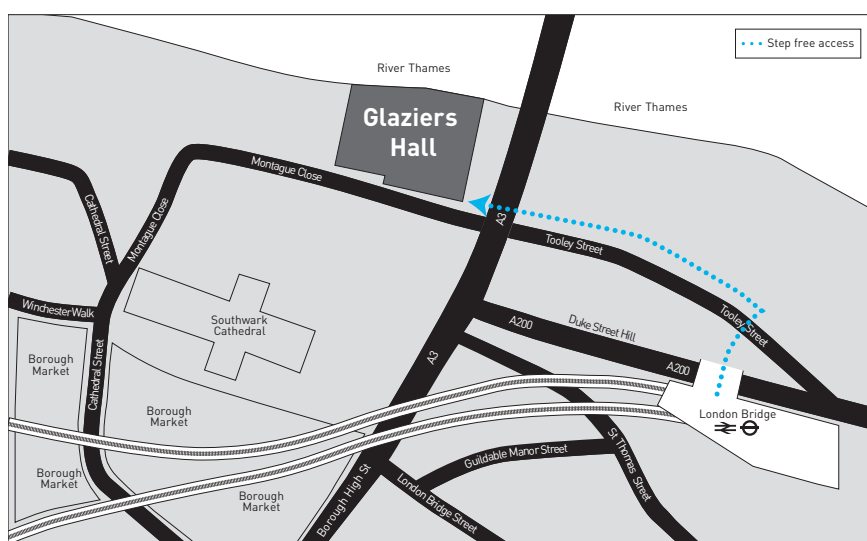 Step free access
River Thames
River Thames
Glaziers
Hall
Montague Close
A3
Tooley Street
Cathedral Street
Montague Close
Winchester Walk
Southwark
Cathedral
A200
Duke Street Hill
Tooley Street
A3
A200
Borough
Market
Cathedral Street
Borough
Market
London Bridge
Borough
Market
Guildable Manor Street
St Thomas Street
Borough
Market
Borough High St
London Bridge Street